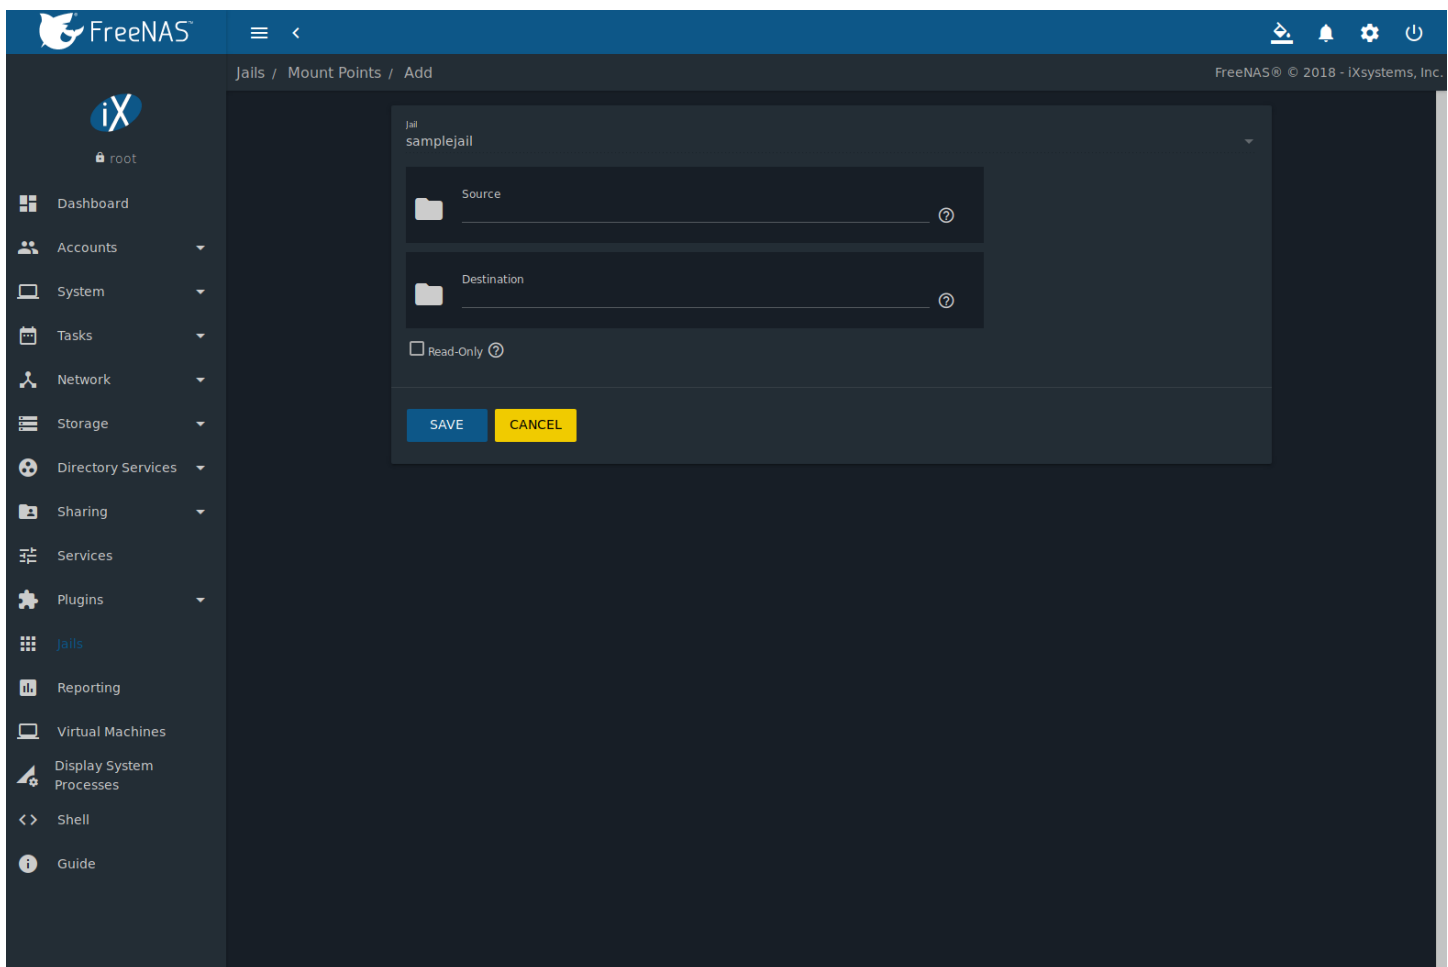 FreeNAS™
Jails / Mount Points / Add
FreeNAS® © 2018 - iXsystems, Inc.
iX
root
Dashboard
Accounts
System
Tasks
Network
Storage
Directory Services
Sharing
Services
Plugins
Jails
Reporting
Virtual Machines
Display System
Processes
Shell
Guide
Jail
samplejail
Source
Destination
Read-Only
SAVE
CANCEL